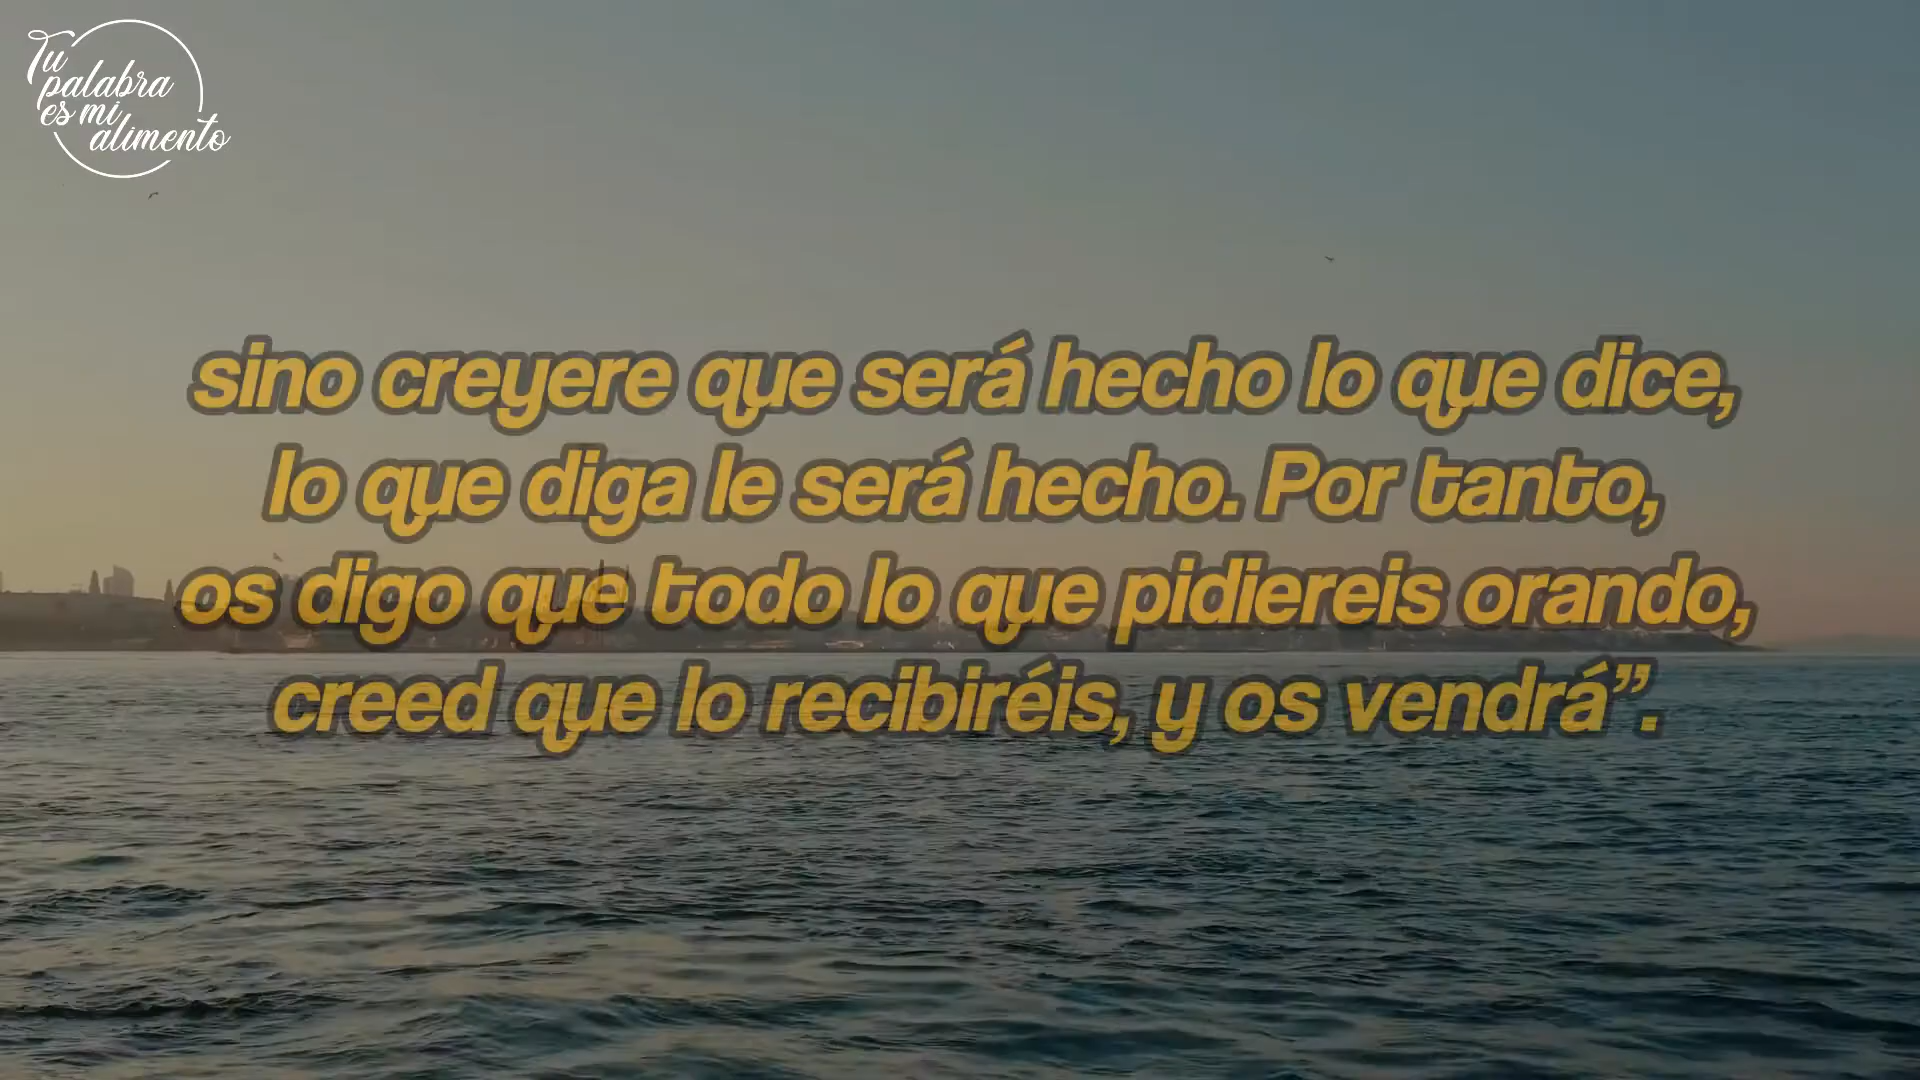 Tu
palabra
es mi
alimento
sino creyere que será hecho lo que dice,
lo que diga le será hecho. Por tanto,
os digo que todo lo que pidiereis orando,
creed que lo recibiréis, y os vendrá”.